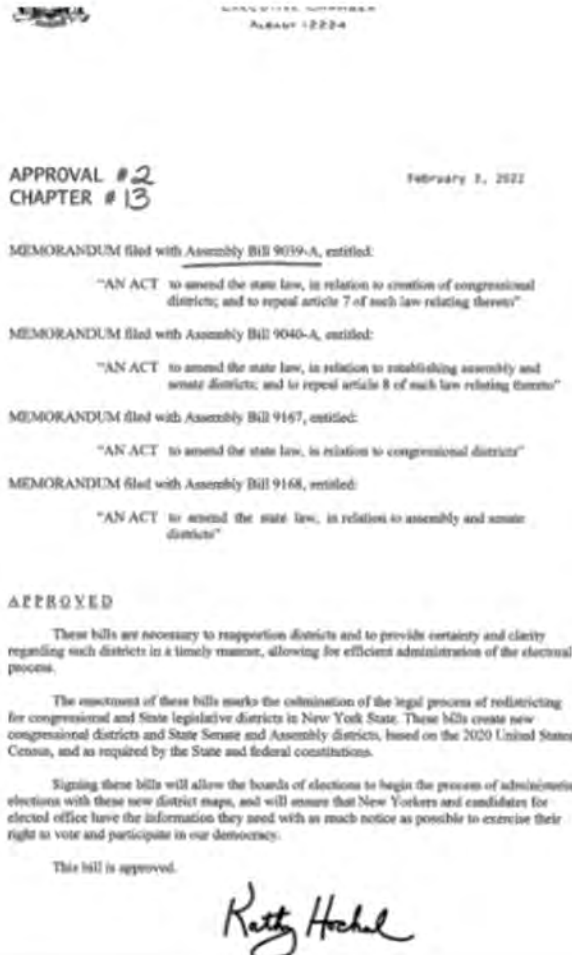 EXECUTIVE CHAMBER
ALBANY 12224
APPROVAL # 2
CHAPTER # 13
February 3, 2022
MEMORANDUM filed with Assembly Bill 9039-A, entitled:
"AN ACT to amend the state law, in relation to creation of congressional
districts; and to repeal article 7 of such law relating thereto"
MEMORANDUM filed with Assembly Bill 9040-A, entitled:
"AN ACT to amend the state law, in relation to establishing assembly and
senate districts; and to repeal article 8 of such law relating thereto"
MEMORANDUM filed with Assembly Bill 9167, entitled:
"AN ACT to amend the state law, in relation to congressional districts"
MEMORANDUM filed with Assembly Bill 9168, entitled:
"AN ACT to amend the state law, in relation to assembly and senate
districts"
APPROVED
These bills are necessary to reapportion districts and to provide certainty and clarity
regarding such districts in a timely manner, allowing for efficient administration of the electoral
process.
The enactment of these bills marks the culmination of the legal process of redistricting
for congressional and State legislative districts in New York State. These bills create new
congressional districts and State Senate and Assembly districts, based on the 2020 United States
Census, and as required by the State and federal constitutions.
Signing these bills will allow the boards of elections to begin the process of administerin
elections with these new district maps, and will ensure that New Yorkers and candidates for
elected office have the information they need with as much notice as possible to exercise their
right to vote and participate in our democracy.
This bill is approved.
Kathy Hochul